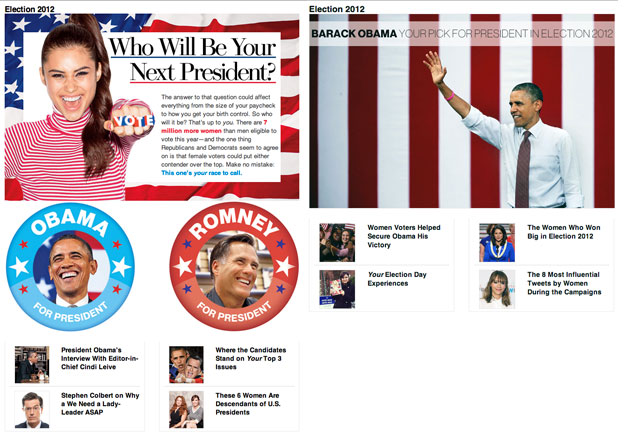 Election 2012
Who Will Be Your
Next President?
The answer to that question could affect
everything from the size of your paycheck
to how you get your birth control. So who
will it be? That's up to you. There are 7
million more women than men eligible to
vote this year—and the one thing
Republicans and Democrats seem to agree
on is that female voters could put either
contender over the top. Make no mistake:
This one's your race to call.
VOTE
OBAMA
FOR PRESIDENT
ROMNEY
FOR PRESIDENT
President Obama's
Interview With Editor-in-
Chief Cindi Leive
Stephen Colbert on Why
a We Need a Lady-
Leader ASAP
Where the Candidates
Stand on Your Top 3
Issues
These 6 Women Are
Descendants of U.S.
Presidents
Election 2012
BARACK OBAMA YOUR PICK FOR PRESIDENT IN ELECTION 2012
Women Voters Helped
Secure Obama His
Victory
Your Election Day
Experiences
The Women Who Won
Big in Election 2012
The 8 Most Influential
Tweets by Women
During the Campaigns